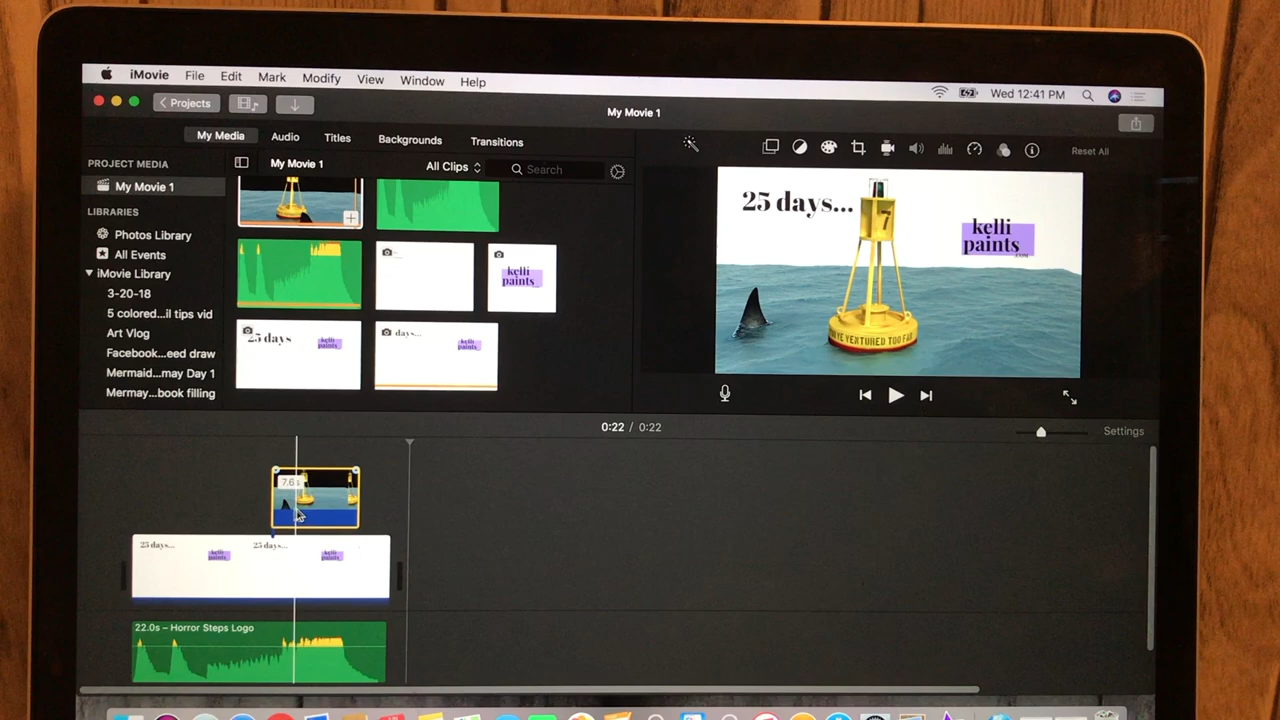 iMovie File Edit Mark Modify View Window Help
Wed 12:41 PM
Projects
My Movie 1
My Media Audio Titles Backgrounds Transitions
Reset All
PROJECT MEDIA
My Movie 1
All Clips
Search
My Movie 1
LIBRARIES
Photos Library
All Events
iMovie Library
3-20-18
5 colored...il tips vid
Art Vlog
Facebook...eed draw
Mermaid...may Day 1
Mermay...book filling
kelli
paints
25 days
kelli
paints
days...
kelli
paints
25 days...
kelli
paints
.com
7
VE VENTURED TOO FA
0:22 / 0:22
Settings
7.6s
25 days...
kelli
paints
25 days...
kelli
paints
22.0s – Horror Steps Logo